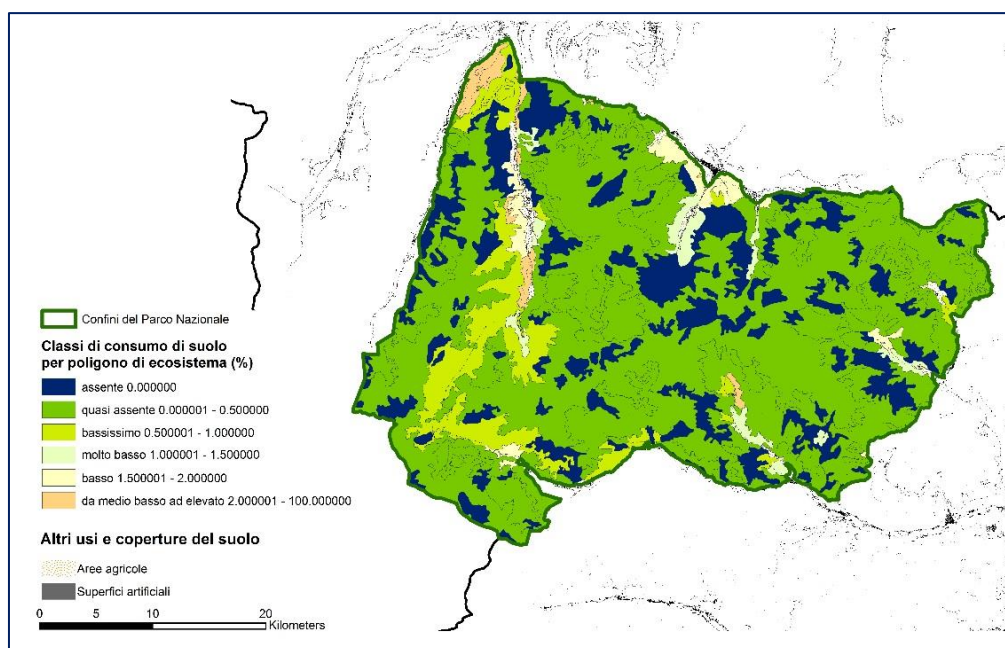 Confini del Parco Nazionale
Classi di consumo di suolo
per poligono di ecosistema (%)
assente 0.000000
quasi assente 0.000001 - 0.500000
bassissimo 0.500001 - 1.000000
molto basso 1.000001 - 1.500000
basso 1.500001 - 2.000000
da medio basso ad elevato 2.000001 - 100.000000
Altri usi e coperture del suolo
Aree agricole
Superfici artificiali
0 5 10 20
Kilometers